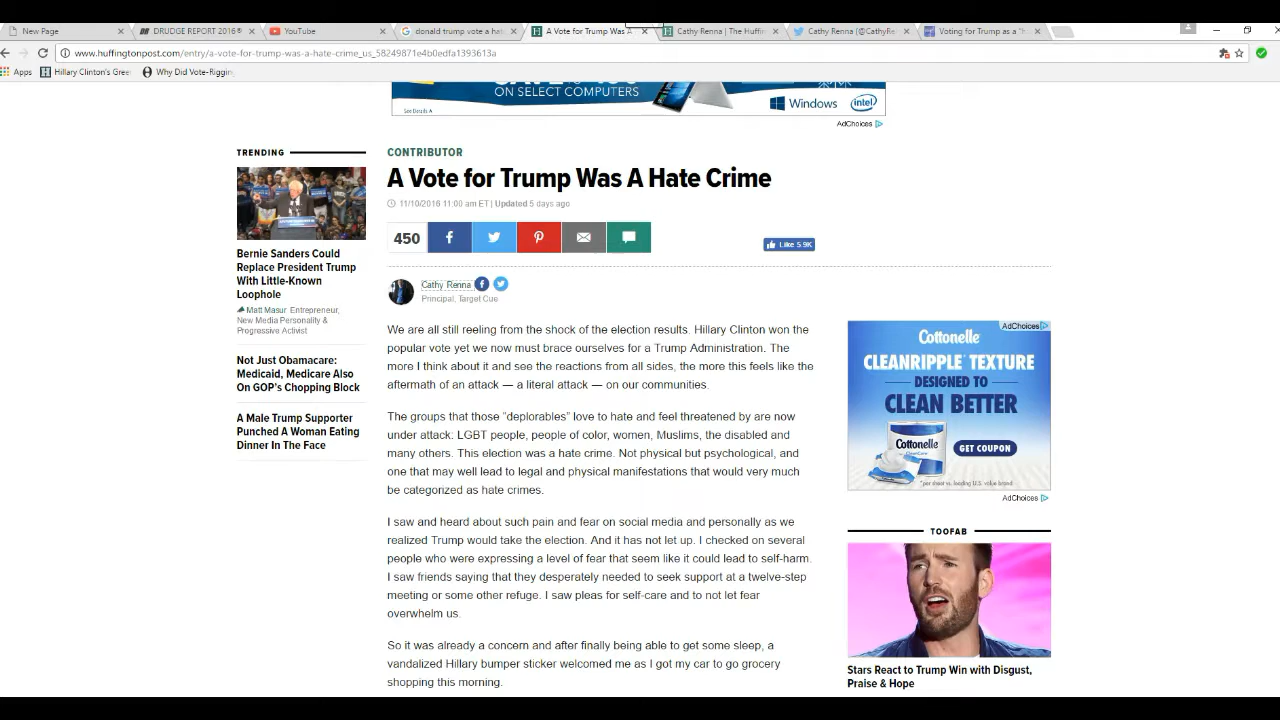 New Page
DRUDGE REPORT 2016®
YouTube
donald trump vote a hat
A Vote for Trump Was A
Cathy Renna | The Huffin
Cathy Renna (@CathyRe
Voting for Trump as a "h
www.huffingtonpost.com/entry/a-vote-for-trump-was-a-hate-crime_us_58249871e4b0edfa1393613a
Apps
Hillary Clinton's Gree
Why Did Vote-Rigging
ON SELECT COMPUTERS
See Details
Windows
intel
AdChoices
TRENDING
Bernie Sanders Could
Replace President Trump
With Little-Known
Loophole
Matt Masur Entrepreneur,
New Media Personality &
Progressive Activist
Not Just Obamacare:
Medicaid, Medicare Also
On GOP's Chopping Block
A Male Trump Supporter
Punched A Woman Eating
Dinner In The Face
CONTRIBUTOR
A Vote for Trump Was A Hate Crime
11/10/2016 11:00 am ET | Updated 5 days ago
450
Like 5.9K
Cathy Renna
Principal, Target Cue
We are all still reeling from the shock of the election results. Hillary Clinton won the
popular vote yet we now must brace ourselves for a Trump Administration. The
more I think about it and see the reactions from all sides, the more this feels like the
aftermath of an attack — a literal attack — on our communities.
The groups that those “deplorables” love to hate and feel threatened by are now
under attack: LGBT people, people of color, women, Muslims, the disabled and
many others. This election was a hate crime. Not physical but psychological, and
one that may well lead to legal and physical manifestations that would very much
be categorized as hate crimes.
I saw and heard about such pain and fear on social media and personally as we
realized Trump would take the election. And it has not let up. I checked on several
people who were expressing a level of fear that seem like it could lead to self-harm.
I saw friends saying that they desperately needed to seek support at a twelve-step
meeting or some other refuge. I saw pleas for self-care and to not let fear
overwhelm us.
So it was already a concern and after finally being able to get some sleep, a
vandalized Hillary bumper sticker welcomed me as I got my car to go grocery
shopping this morning.
AdChoices
Cottonelle
CLEANRIPPLE TEXTURE
DESIGNED TO
CLEAN BETTER
Cottonelle
GET COUPON
*per sheet vs. leading U.S. value brand
AdChoices
TOOFAB
Stars React to Trump Win with Disgust,
Praise & Hope